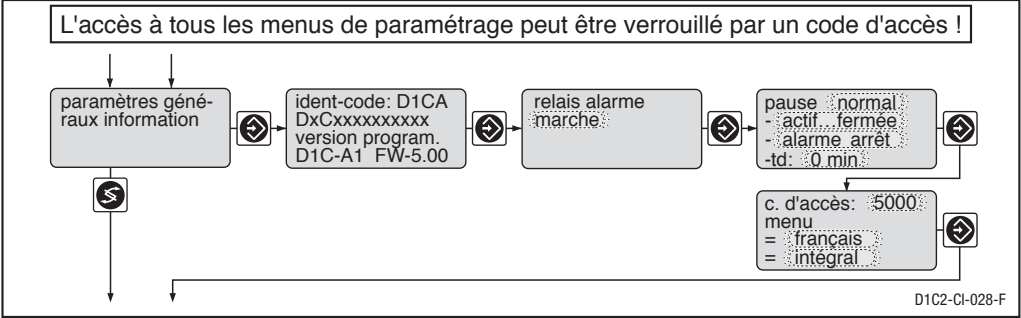 L'accès à tous les menus de paramétrage peut être verrouillé par un code d'accès !
paramètres géné-
raux information
ident-code: D1CA
DxCxxxxxxxxxx
version program.
D1C-A1 FW-5.00
relais alarme
marche
pause normal
- actif fermée
- alarme arrêt
-td: 0 min
c. d'accès: 5000
menu
= français
= intégral
D1C2-CI-028-F